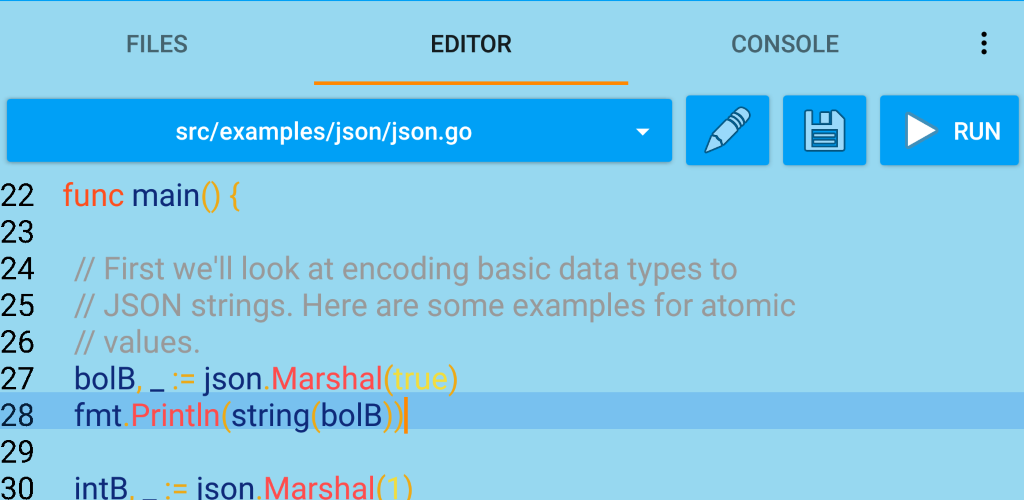 FILES EDITOR CONSOLE
src/examples/json/json.go RUN
22 func main() {
23
24 // First we'll look at encoding basic data types to
25 // JSON strings. Here are some examples for atomic
26 // values.
27 bolB, _ := json.Marshal(true)
28 fmt.Println(string(bolB))
29
30 intB, _ := json.Marshal(1)